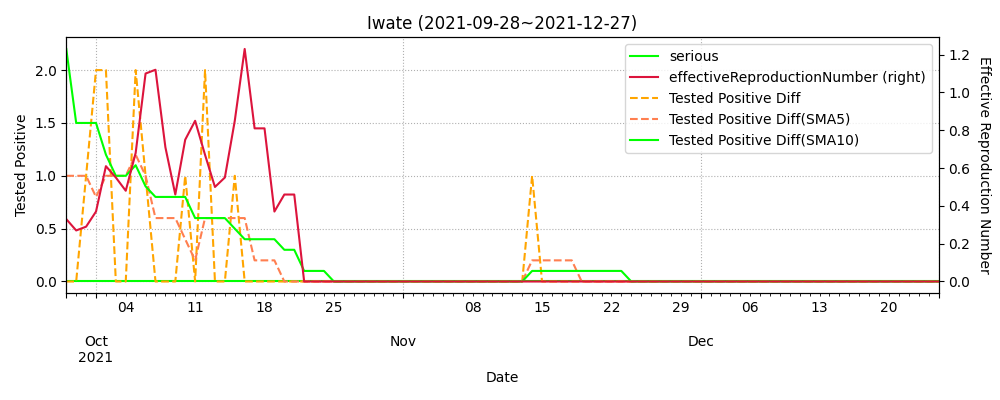 Iwate (2021-09-28~2021-12-27)
serious
effectiveReproductionNumber (right)
Tested Positive Diff
Tested Positive Diff(SMA5)
Tested Positive Diff(SMA10)
Tested Positive
2.0
1.5
1.0
0.5
0.0
1.2
1.0
0.8
0.6
0.4
0.2
0.0
Effective Reproduction Number
04 11 18 25 08 15 22 29 06 13 20
Oct Nov Dec
2021
Date